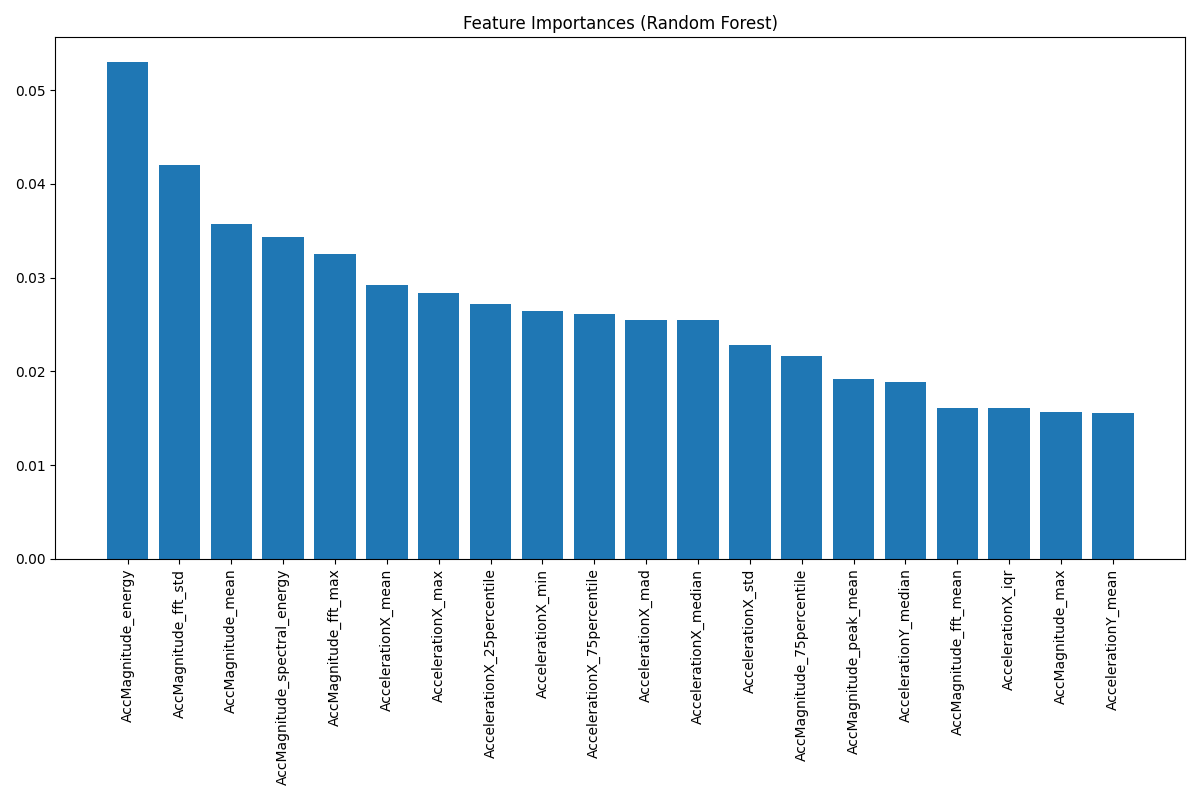 Feature Importances (Random Forest)
0.05
0.04
0.03
0.02
0.01
0.00
AccMagnitude_energy
AccMagnitude_fft_std
AccMagnitude_mean
AccMagnitude_spectral_energy
AccMagnitude_fft_max
AccelerationX_mean
AccelerationX_max
AccelerationX_25percentile
AccelerationX_min
AccelerationX_75percentile
AccelerationX_mad
AccelerationX_median
AccelerationX_std
AccMagnitude_75percentile
AccMagnitude_peak_mean
AccelerationY_median
AccMagnitude_fft_mean
AccelerationX_iqr
AccMagnitude_max
AccelerationY_mean